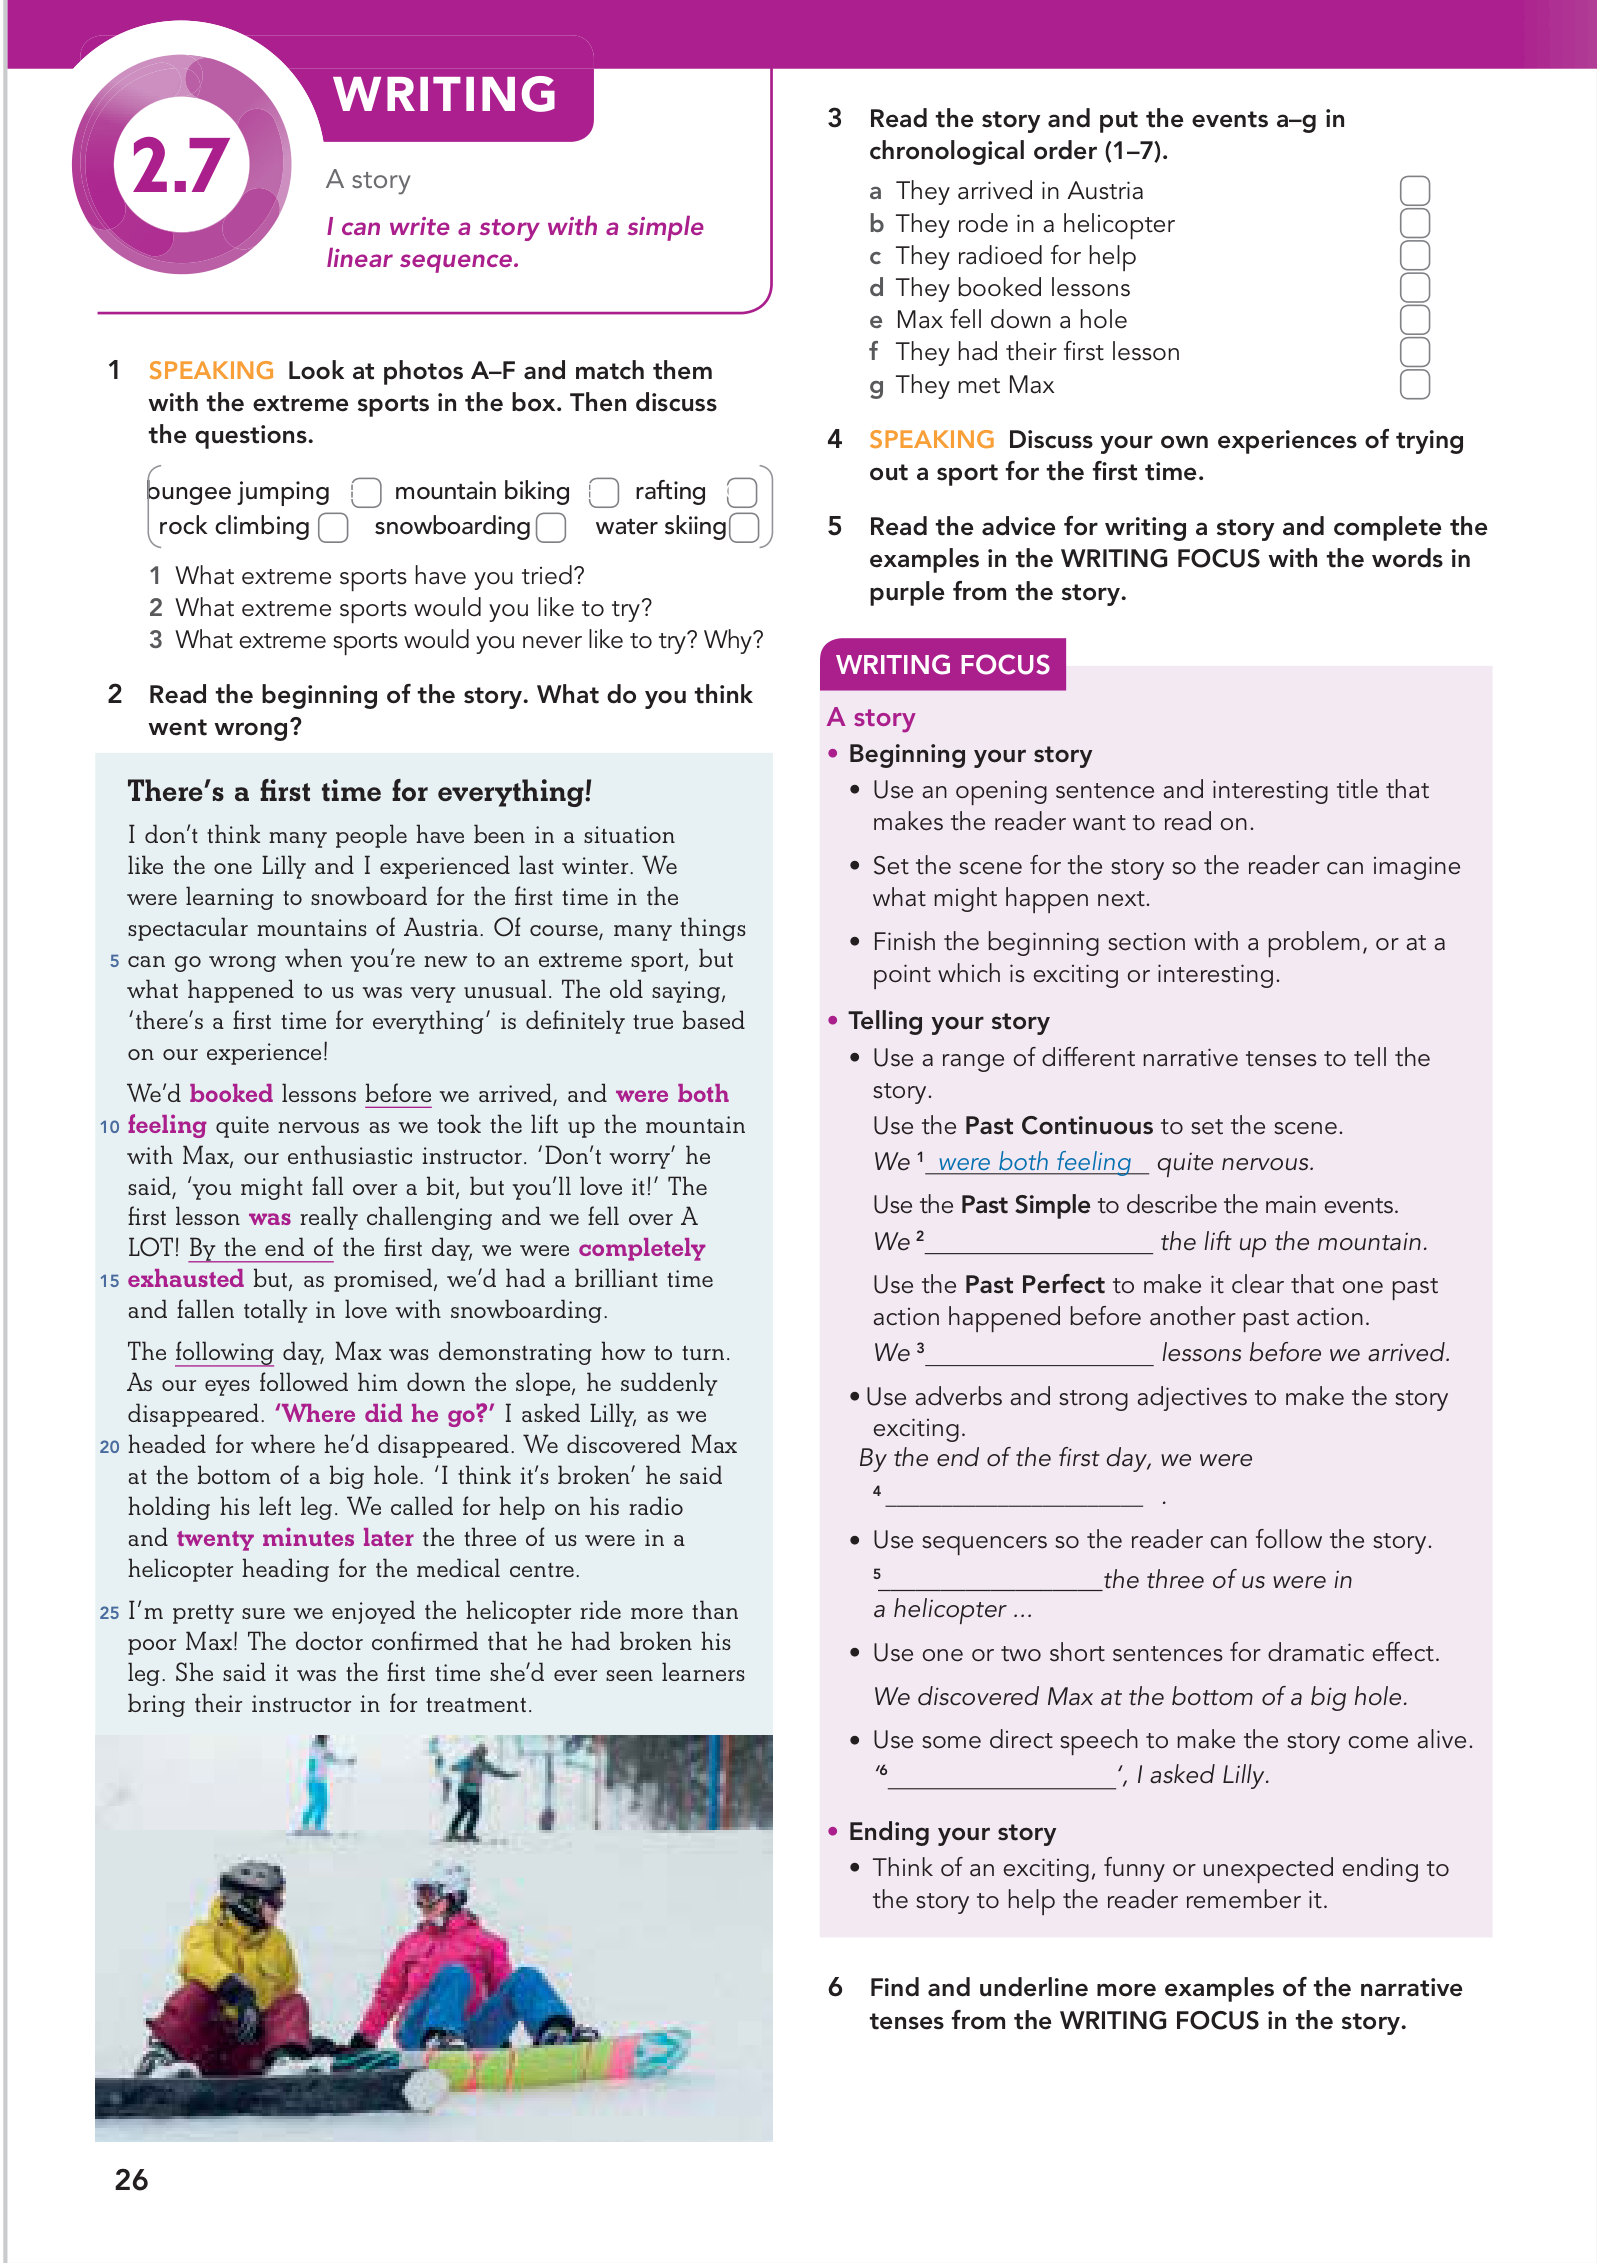 WRITING
2.7
A story
I can write a story with a simple
linear sequence.
1 SPEAKING Look at photos A–F and match them
with the extreme sports in the box. Then discuss
the questions.
bungee jumping mountain biking rafting
rock climbing snowboarding water skiing
1 What extreme sports have you tried?
2 What extreme sports would you like to try?
3 What extreme sports would you never like to try? Why?
2 Read the beginning of the story. What do you think
went wrong?
There's a first time for everything!
I don't think many people have been in a situation
like the one Lilly and I experienced last winter. We
were learning to snowboard for the first time in the
spectacular mountains of Austria. Of course, many things
5 can go wrong when you're new to an extreme sport, but
what happened to us was very unusual. The old saying,
'there's a first time for everything' is definitely true based
on our experience!
We'd booked lessons before we arrived, and were both
10 feeling quite nervous as we took the lift up the mountain
with Max, our enthusiastic instructor. 'Don't worry' he
said, 'you might fall over a bit, but you'll love it!' The
first lesson was really challenging and we fell over A
LOT! By the end of the first day, we were completely
15 exhausted but, as promised, we'd had a brilliant time
and fallen totally in love with snowboarding.
The following day, Max was demonstrating how to turn.
As our eyes followed him down the slope, he suddenly
disappeared. 'Where did he go?' I asked Lilly, as we
20 headed for where he'd disappeared. We discovered Max
at the bottom of a big hole. 'I think it's broken' he said
holding his left leg. We called for help on his radio
and twenty minutes later the three of us were in a
helicopter heading for the medical centre.
25 I'm pretty sure we enjoyed the helicopter ride more than
poor Max! The doctor confirmed that he had broken his
leg. She said it was the first time she'd ever seen learners
bring their instructor in for treatment.
26
3 Read the story and put the events a–g in
chronological order (1–7).
a They arrived in Austria
b They rode in a helicopter
c They radioed for help
d They booked lessons
e Max fell down a hole
f They had their first lesson
g They met Max
4 SPEAKING Discuss your own experiences of trying
out a sport for the first time.
5 Read the advice for writing a story and complete the
examples in the WRITING FOCUS with the words in
purple from the story.
WRITING FOCUS
A story
• Beginning your story
• Use an opening sentence and interesting title that
makes the reader want to read on.
• Set the scene for the story so the reader can imagine
what might happen next.
• Finish the beginning section with a problem, or at a
point which is exciting or interesting.
• Telling your story
• Use a range of different narrative tenses to tell the
story.
Use the Past Continuous to set the scene.
We 1 were both feeling quite nervous.
Use the Past Simple to describe the main events.
We 2 ____________ the lift up the mountain.
Use the Past Perfect to make it clear that one past
action happened before another past action.
We 3 ____________ lessons before we arrived.
• Use adverbs and strong adjectives to make the story
exciting.
By the end of the first day, we were
4 ____________ .
• Use sequencers so the reader can follow the story.
5 ____________ the three of us were in
a helicopter ...
• Use one or two short sentences for dramatic effect.
We discovered Max at the bottom of a big hole.
• Use some direct speech to make the story come alive.
'6 ____________', I asked Lilly.
• Ending your story
• Think of an exciting, funny or unexpected ending to
the story to help the reader remember it.
6 Find and underline more examples of the narrative
tenses from the WRITING FOCUS in the story.